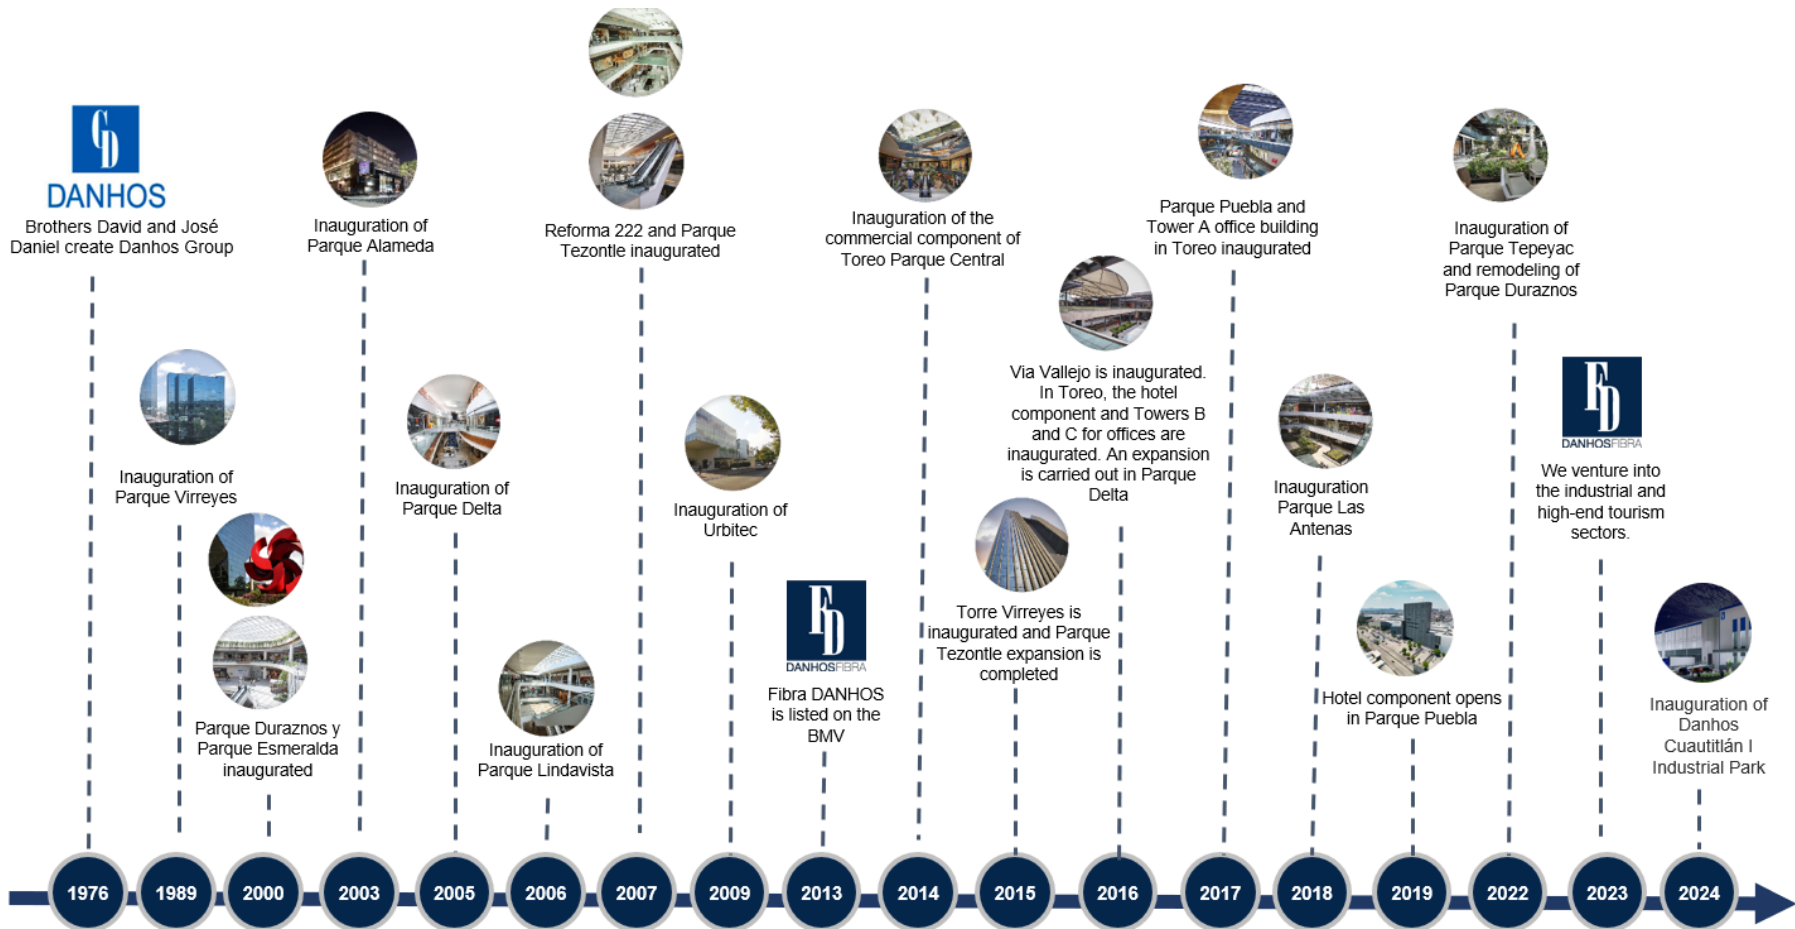 DANHOS
Brothers David and José
Daniel create Danhos Group
Inauguration of
Parque Virreyes
Parque Duraznos y
Parque Esmeralda
inaugurated
Inauguration of
Parque Alameda
Inauguration of
Parque Delta
Inauguration of
Parque Lindavista
Reforma 222 and Parque
Tezontle inaugurated
Inauguration of
Urbitec
DANHOSFIBRA
Fibra DANHOS
is listed on the
BMV
Inauguration of the
commercial component of
Toreo Parque Central
Torre Virreyes is
inaugurated and Parque
Tezontle expansion is
completed
Via Vallejo is inaugurated.
In Toreo, the hotel
component and Towers B
and C for offices are
inaugurated. An expansion
is carried out in Parque
Delta
Parque Puebla and
Tower A office building
in Toreo inaugurated
Inauguration
Parque Las
Antenas
Hotel component opens
in Parque Puebla
Inauguration of
Parque Tepeyac
and remodeling of
Parque Duraznos
DANHOSFIBRA
We venture into
the industrial and
high-end tourism
sectors.
Inauguration of
Danhos
Cuautitlán I
Industrial Park
1976 1989 2000 2003 2005 2006 2007 2009 2013 2014 2015 2016 2017 2018 2019 2022 2023 2024